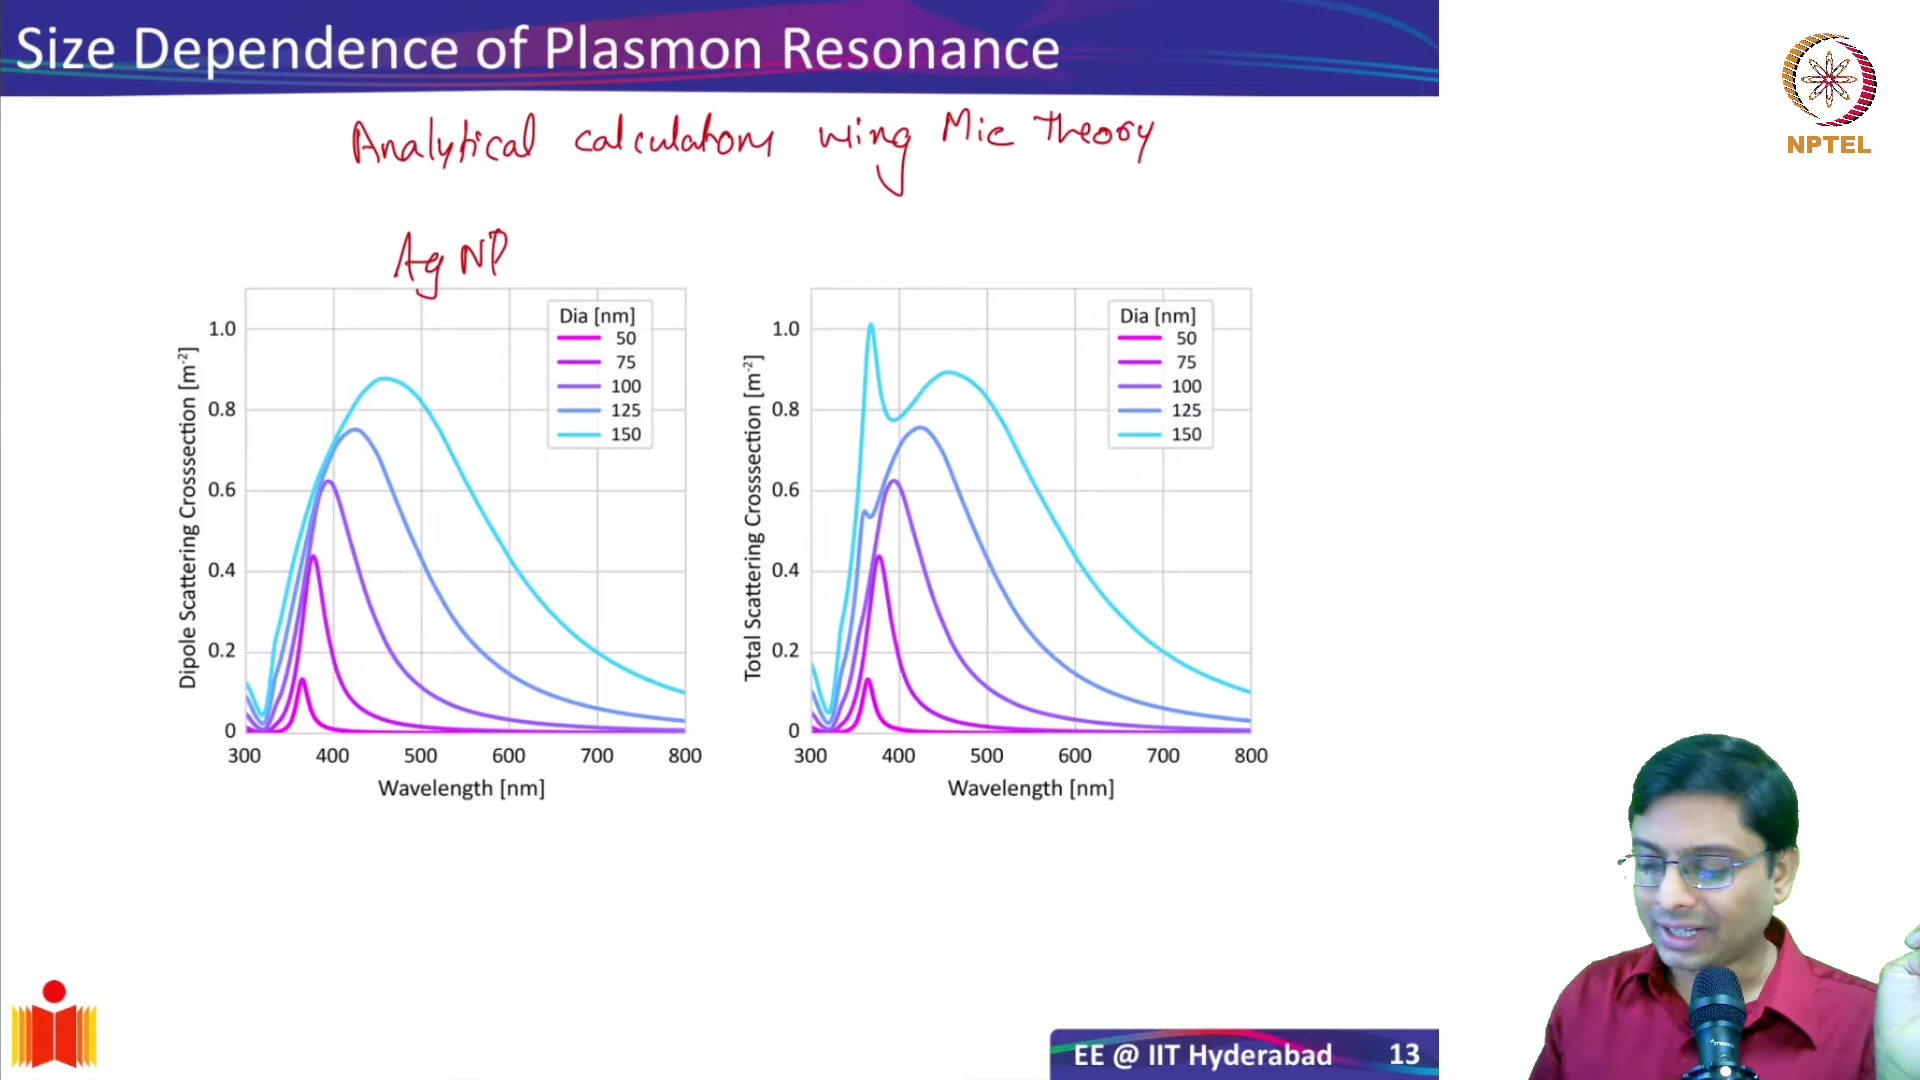 Size Dependence of Plasmon Resonance
NPTEL
Analytical calculations using Mie theory
Ag NP
Dipole Scattering Crosssection [m-2]
1.0
0.8
0.6
0.4
0.2
0
300 400 500 600 700 800
Wavelength [nm]
Dia [nm]
50
75
100
125
150
Total Scattering Crosssection [m-2]
1.0
0.8
0.6
0.4
0.2
0
300 400 500 600 700 800
Wavelength [nm]
Dia [nm]
50
75
100
125
150
EE @ IIT Hyderabad 13